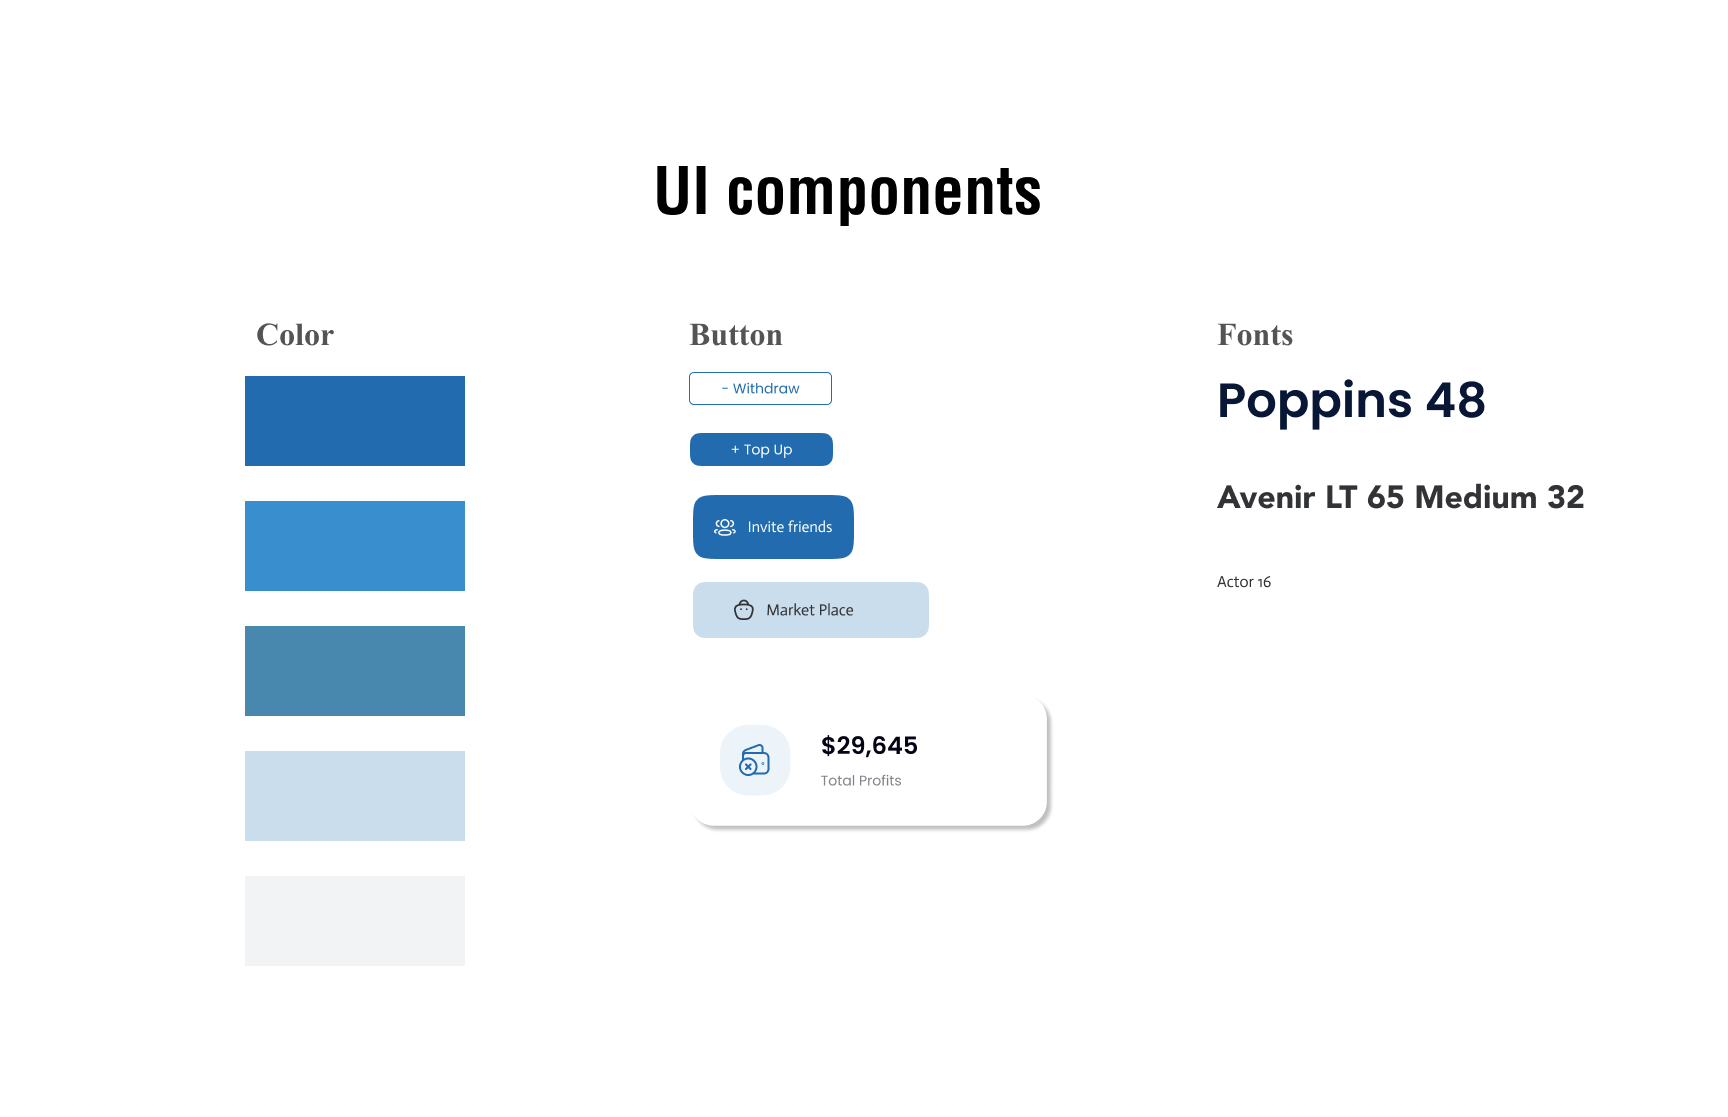 UI components
Color
Button
- Withdraw
+ Top Up
Invite friends
Market Place
$29,645
Total Profits
Fonts
Poppins 48
Avenir LT 65 Medium 32
Actor 16